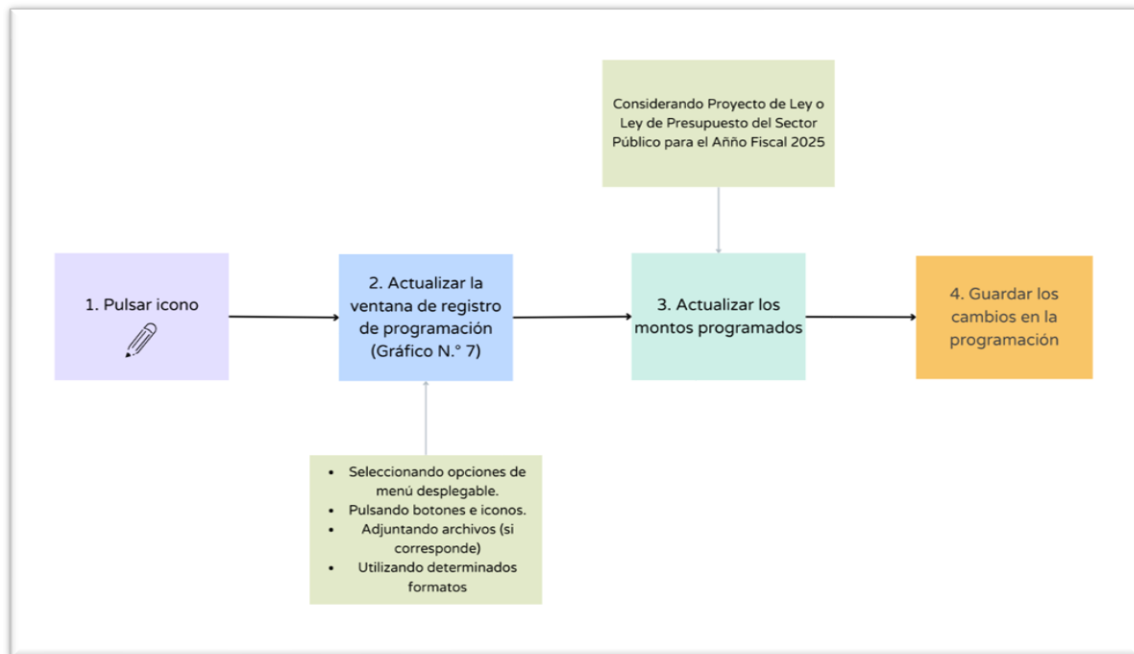 Considerando Proyecto de Ley o
Ley de Presupuesto del Sector
Público para el Añño Fiscal 2025
1. Pulsar icono
2. Actualizar la
ventana de registro
de programación
(Gráfico N.° 7)
3. Actualizar los
montos programados
4. Guardar los
cambios en la
programación
• Seleccionando opciones de
menú desplegable.
• Pulsando botones e iconos.
• Adjuntando archivos (si
corresponde)
• Utilizando determinados
formatos